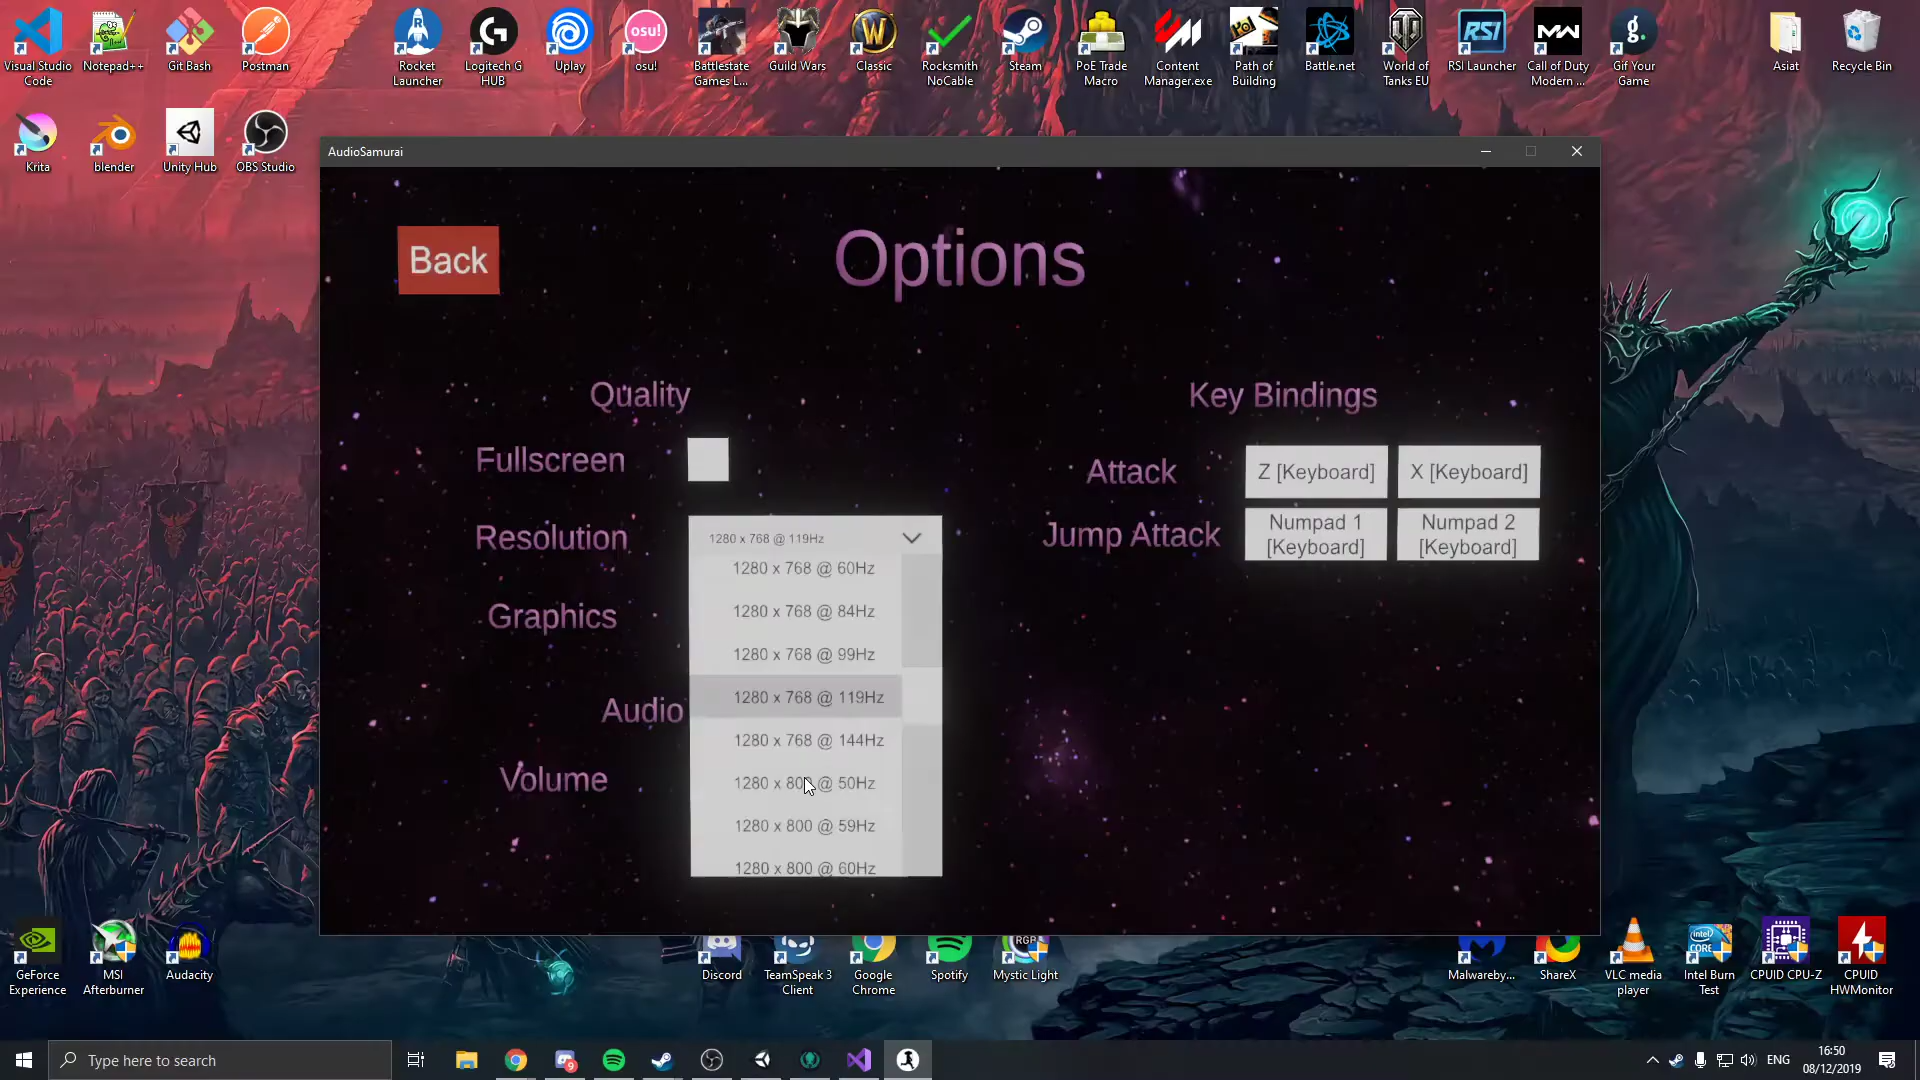 Visual Studio
Code
Notepad++
Git Bash
Postman
Rocket
Launcher
Logitech G
HUB
Uplay
osu!
osu!
Battlestate
Games L...
Guild Wars
Classic
Rocksmith
NoCable
Steam
PoE Trade
Macro
Content
Manager.exe
Path of
Building
Battle.net
World of
Tanks EU
RSI
RSI Launcher
Call of Duty
Modern ...
g.
Gif Your
Game
Asiat
Recycle Bin
Krita
blender
Unity Hub
OBS Studio
AudioSamurai
Back
Options
Quality
Key Bindings
Fullscreen
Attack
Z [Keyboard]
X [Keyboard]
Jump Attack
Numpad 1
[Keyboard]
Numpad 2
[Keyboard]
Resolution
1280 x 768 @ 119Hz
1280 x 768 @ 60Hz
1280 x 768 @ 84Hz
1280 x 768 @ 99Hz
1280 x 768 @ 119Hz
1280 x 768 @ 144Hz
1280 x 800 @ 50Hz
1280 x 800 @ 59Hz
1280 x 800 @ 60Hz
Graphics
Audio
Volume
GeForce
Experience
MSI
Afterburner
Audacity
Discord
TeamSpeak 3
Client
Google
Chrome
Spotify
RGB
Mystic Light
Malwareby...
ShareX
VLC media
player
intel
CORE
Intel Burn
Test
CPUID CPU-Z
CPUID
HWMonitor
Type here to search
9
ENG
16:50
08/12/2019